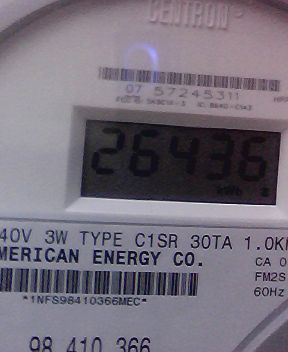 CENTRON
07 57245311
26436
kWh
40V 3W TYPE C1SR 30TA 1.0K
MERICAN ENERGY CO.
CA 0
FM2S
60Hz
*1NFS98410366MEC*
98 410 366